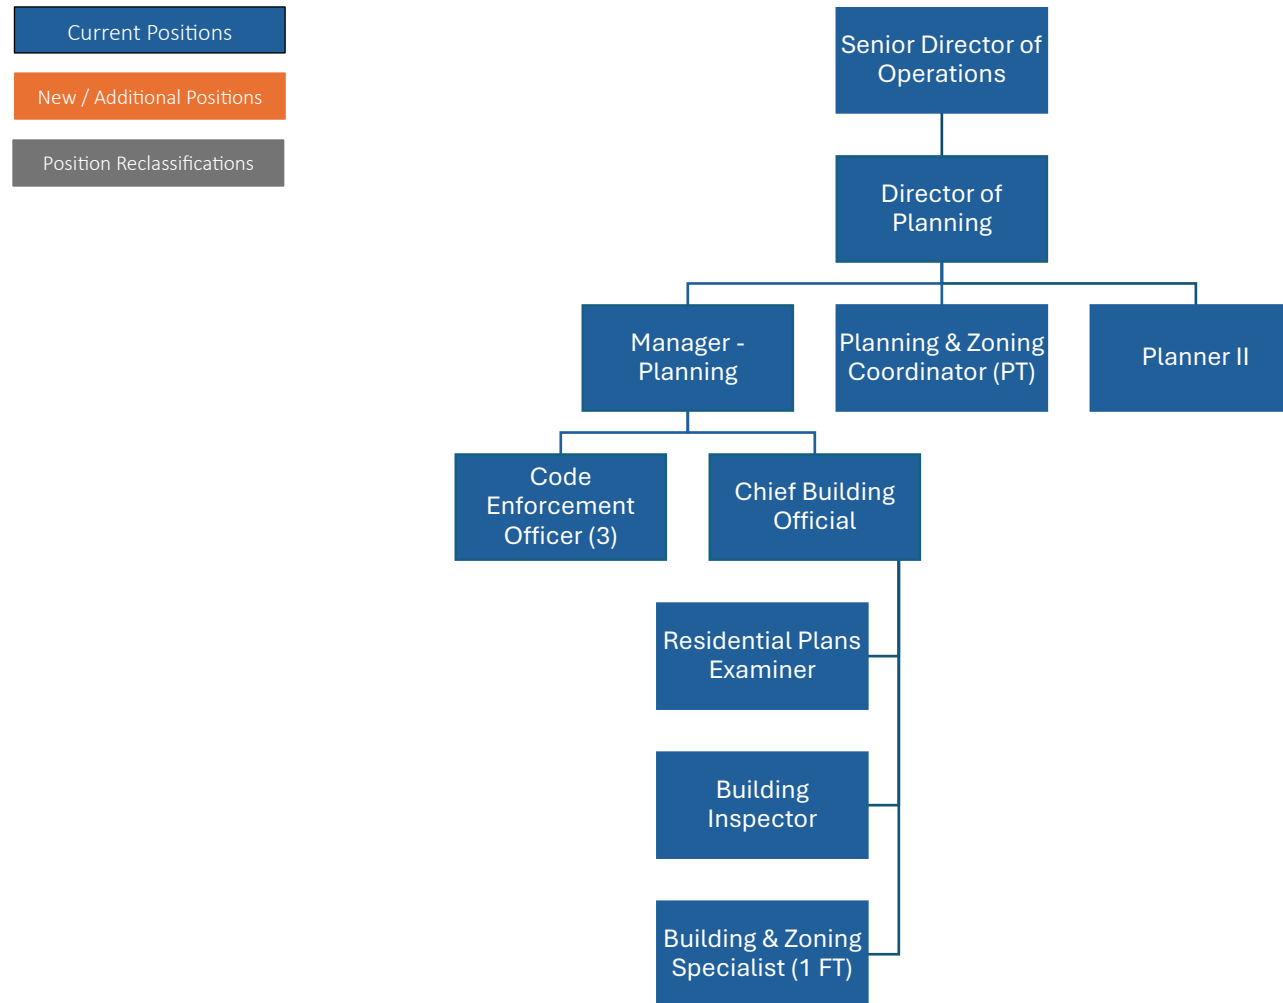 Current Positions
New / Additional Positions
Position Reclassifications
Senior Director of
Operations
Director of
Planning
Manager -
Planning
Planning & Zoning
Coordinator (PT)
Planner II
Code
Enforcement
Officer (3)
Chief Building
Official
Residential Plans
Examiner
Building
Inspector
Building & Zoning
Specialist (1 FT)